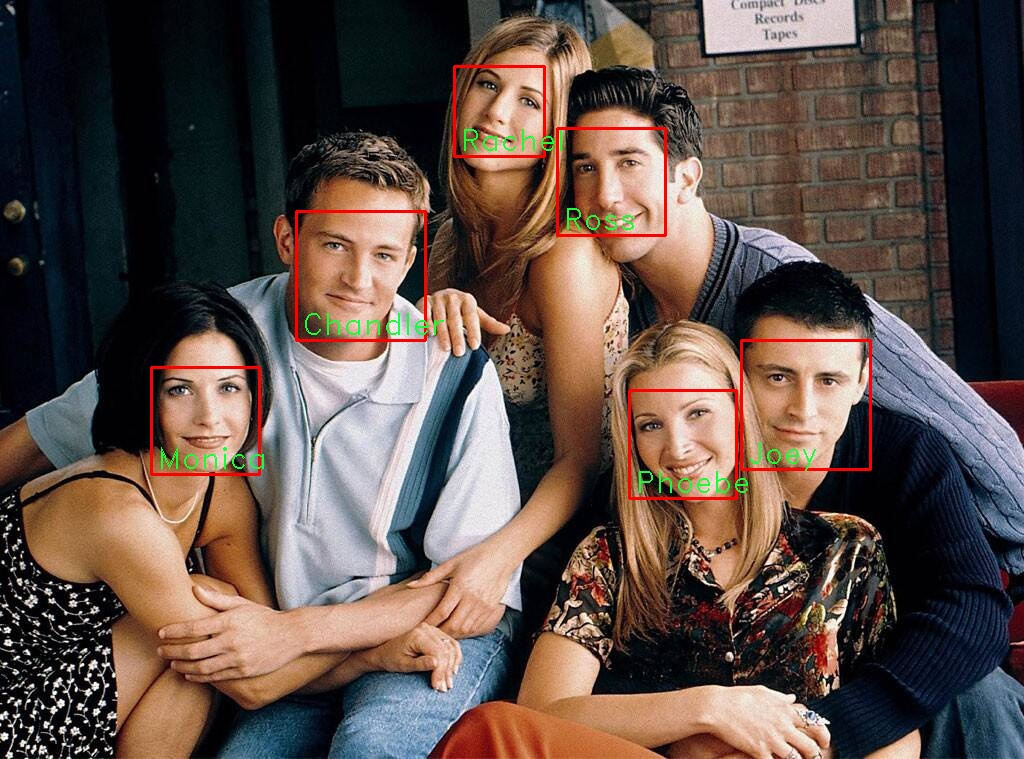 Compact Discs
Records
Tapes
Rachel
Ross
Chandler
Joey
Monica
Phoebe